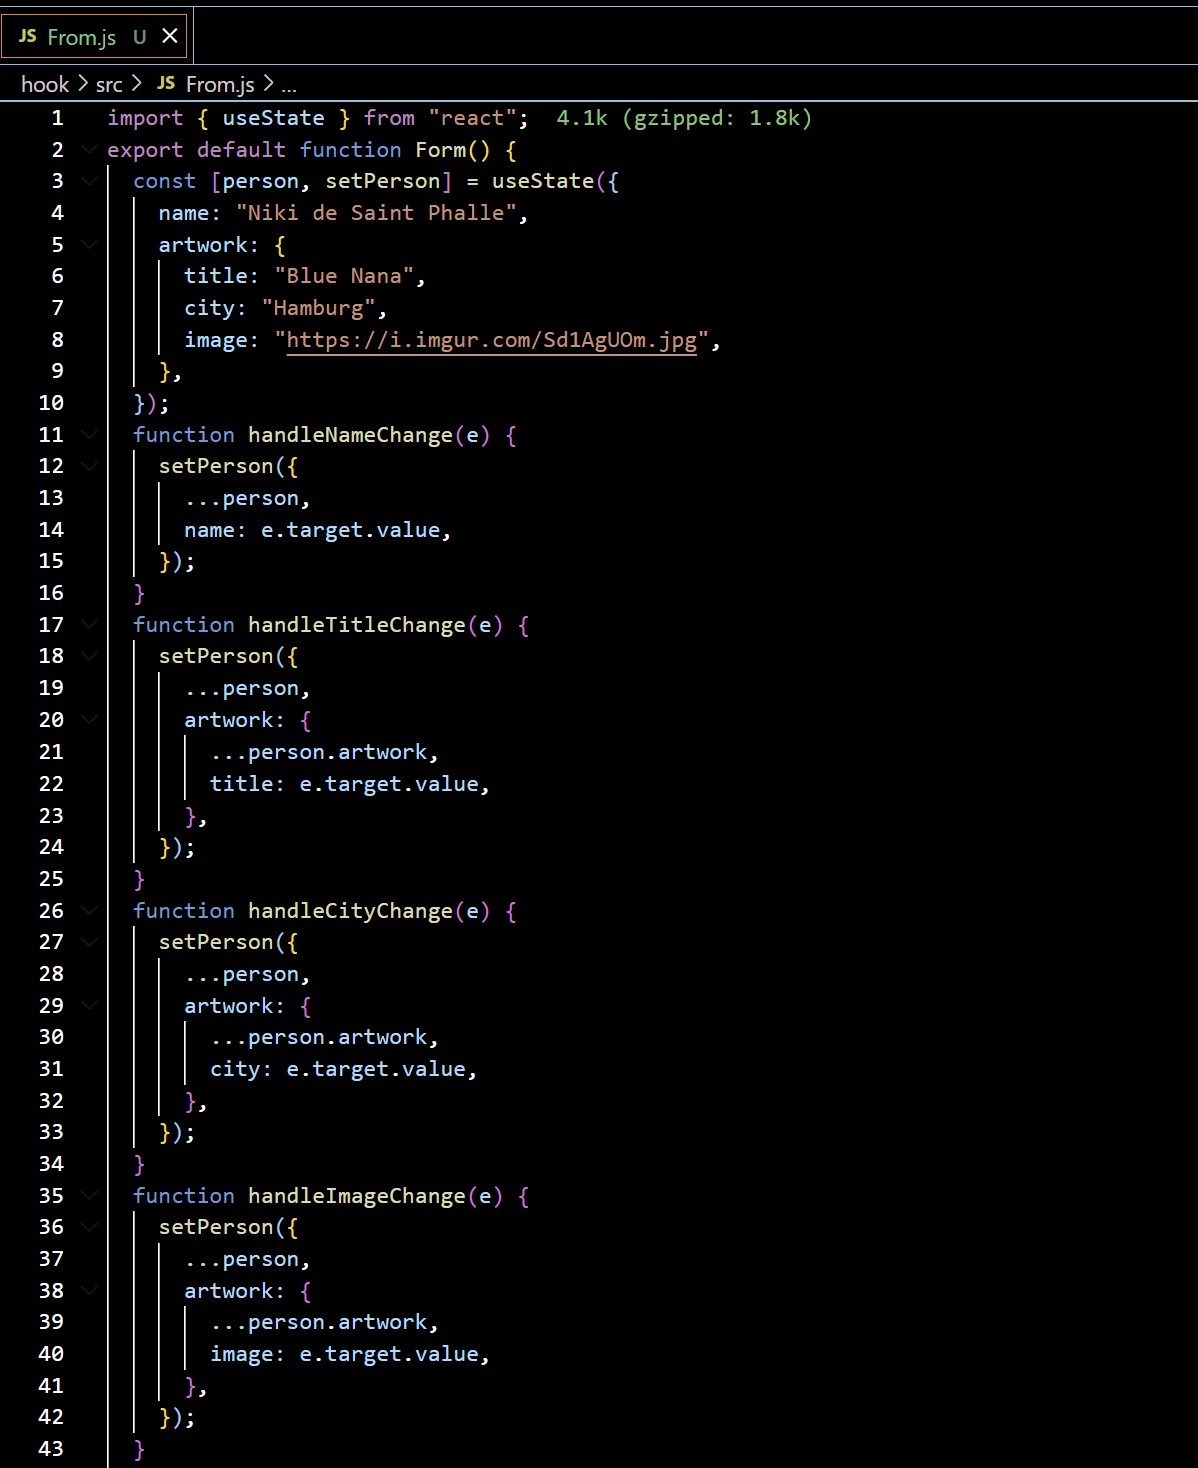 JS From.js U ×
hook > src > JS From.js > ...
1 import { useState } from "react"; 4.1k (gzipped: 1.8k)
2 export default function Form() {
3   const [person, setPerson] = useState({
4     name: "Niki de Saint Phalle",
5     artwork: {
6       title: "Blue Nana",
7       city: "Hamburg",
8       image: "https://i.imgur.com/Sd1AgUOm.jpg",
9     },
10   });
11   function handleNameChange(e) {
12     setPerson({
13       ...person,
14       name: e.target.value,
15     });
16   }
17   function handleTitleChange(e) {
18     setPerson({
19       ...person,
20       artwork: {
21         ...person.artwork,
22         title: e.target.value,
23       },
24     });
25   }
26   function handleCityChange(e) {
27     setPerson({
28       ...person,
29       artwork: {
30         ...person.artwork,
31         city: e.target.value,
32       },
33     });
34   }
35   function handleImageChange(e) {
36     setPerson({
37       ...person,
38       artwork: {
39         ...person.artwork,
40         image: e.target.value,
41       },
42     });
43   }